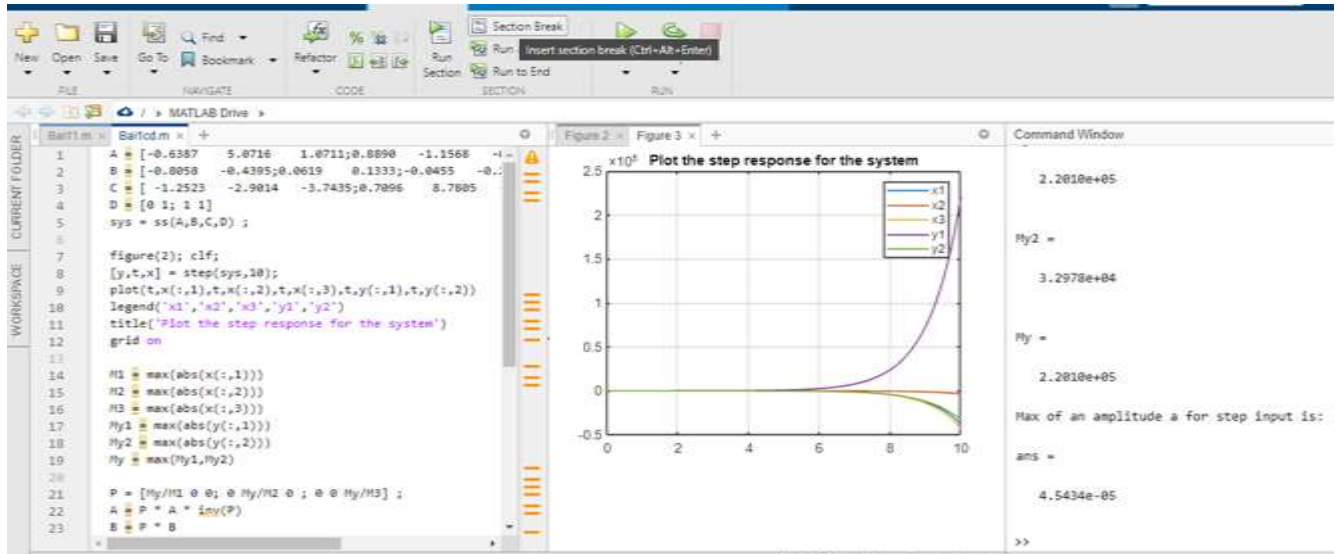 Section Break
Find
Insert section break (Ctrl+Alt+Enter)
New Open Save Go To Bookmark Refactor Run Section Run
Run to End
FILE NAVIGATE CODE SECTION RUN
/ MATLAB Drive
CURRENT FOLDER
WORKSPACE
Bai1cd.m
1 A = [-0.6387 5.0716 1.0711;0.8890 -1.1568
2 B = [-0.8058 -0.4395;0.0619 0.1333;-0.0455
3 C = [ -1.2523 -2.9014 -3.7435;0.7096 8.7805
4 D = [0 1; 1 1]
5 sys = ss(A,B,C,D) ;
6
7 figure(2); clf;
8 [y,t,x] = step(sys,10);
9 plot(t,x(:,1),t,x(:,2),t,x(:,3),t,y(:,1),t,y(:,2))
10 legend('x1','x2','x3','y1','y2')
11 title('Plot the step response for the system')
12 grid on
13
14 M1 = max(abs(x(:,1)))
15 M2 = max(abs(x(:,2)))
16 M3 = max(abs(x(:,3)))
17 My1 = max(abs(y(:,1)))
18 My2 = max(abs(y(:,2)))
19 My = max(My1,My2)
20
21 P = [My/M1 0 0; 0 My/M2 0 ; 0 0 My/M3] ;
22 A = P * A * inv(P)
23 B = P * B
Figure 2 Figure 3
Plot the step response for the system
x1
x2
x3
y1
y2
2.5
2
1.5
1
0.5
0
-0.5
0 2 4 6 8 10
Command Window
2.2010e+05
My2 =
3.2978e+04
My =
2.2010e+05
Max of an amplitude a for step input is:
ans =
4.5434e-05
>>